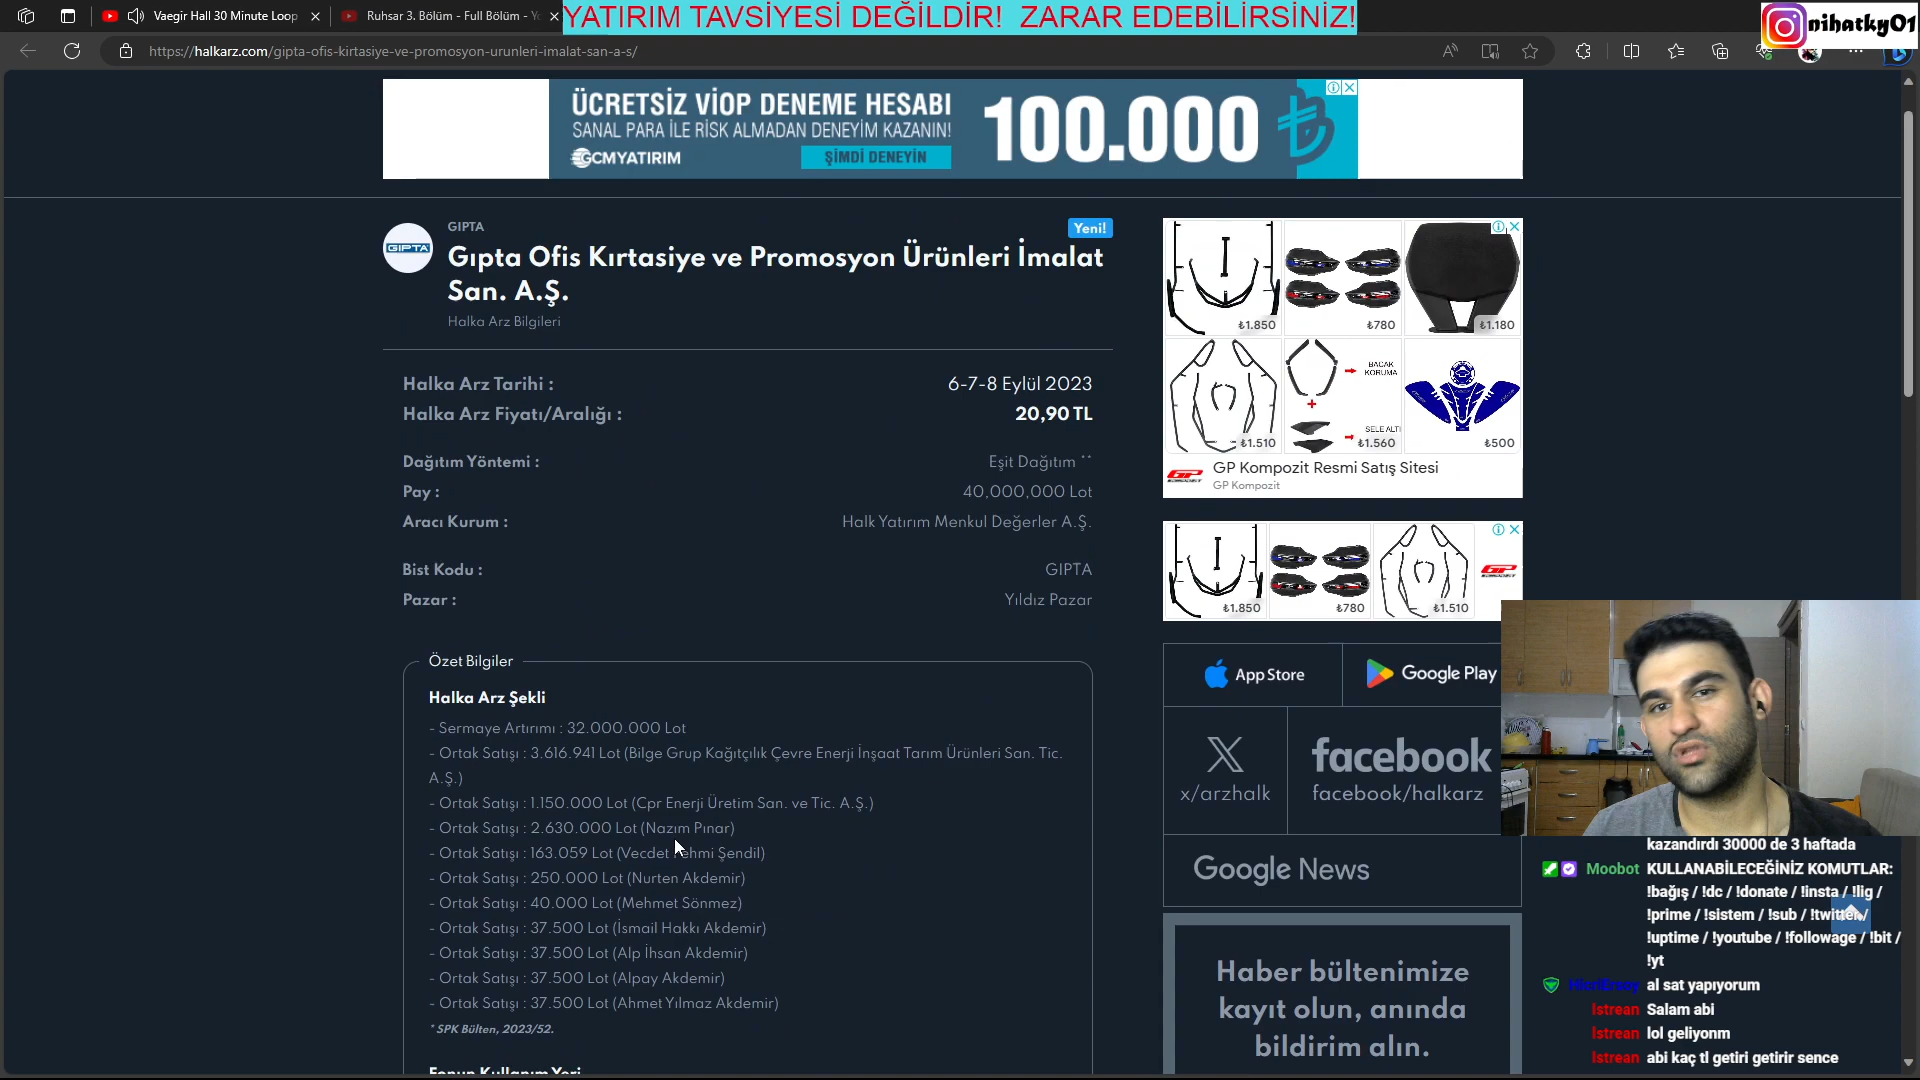 Vaegir Hall 30 Minute Loop
Ruhsar 3. Bölüm - Full Bölüm - Yo
YATIRIM TAVSİYESİ DEĞİLDİR! ZARAR EDEBİLİRSİNİZ!
nihatky01
https://halkarz.com/gipta-ofis-kirtasiye-ve-promosyon-urunleri-imalat-san-a-s/
ÜCRETSİZ VİOP DENEME HESABI
SANAL PARA İLE RİSK ALMADAN DENEYİM KAZANIN!
GCMYATIRIM
ŞİMDİ DENEYİN
100.000
GIPTA
GIPTA
Yeni!
Gıpta Ofis Kırtasiye ve Promosyon Ürünleri İmalat
San. A.Ş.
Halka Arz Bilgileri
Halka Arz Tarihi : 6-7-8 Eylül 2023
Halka Arz Fiyatı/Aralığı : 20,90 TL
Dağıtım Yöntemi : Eşit Dağıtım **
Pay : 40,000,000 Lot
Aracı Kurum : Halk Yatırım Menkul Değerler A.Ş.
Bist Kodu : GIPTA
Pazar : Yıldız Pazar
Özet Bilgiler
Halka Arz Şekli
- Sermaye Artırımı : 32.000.000 Lot
- Ortak Satışı : 3.616.941 Lot (Bilge Grup Kağıtçılık Çevre Enerji İnşaat Tarım Ürünleri San. Tic.
A.Ş.)
- Ortak Satışı : 1.150.000 Lot (Cpr Enerji Üretim San. ve Tic. A.Ş.)
- Ortak Satışı : 2.630.000 Lot (Nazım Pınar)
- Ortak Satışı : 163.059 Lot (Vecdet Fehmi Şendil)
- Ortak Satışı : 250.000 Lot (Nurten Akdemir)
- Ortak Satışı : 40.000 Lot (Mehmet Sönmez)
- Ortak Satışı : 37.500 Lot (İsmail Hakkı Akdemir)
- Ortak Satışı : 37.500 Lot (Alp İhsan Akdemir)
- Ortak Satışı : 37.500 Lot (Alpay Akdemir)
- Ortak Satışı : 37.500 Lot (Ahmet Yılmaz Akdemir)
* SPK Bülten, 2023/52.
Fonun Kullanım Yeri
₺1.850
₺780
₺1.180
BACAK
KORUMA
SELE ALTI
₺1.510
₺1.560
₺500
GP Kompozit Resmi Satış Sitesi
GP Kompozit
₺1.850
₺780
₺1.510
App Store
Google Play
x/arzhalk
facebook
facebook/halkarz
Google News
Haber bültenimize
kayıt olun, anında
bildirim alın.
kazandırdı 30000 de 3 haftada
Moobot KULLANABİLECEĞİNİZ KOMUTLAR:
!bağış / !dc / !donate / !insta / !lig /
!prime / !sistem / !sub / !twitter /
!uptime / !youtube / !followage / !bit /
!yt
al sat yapıyorum
Istrean Salam abi
Istrean lol geliyonm
Istrean abi kaç tl getiri getirir sence